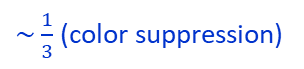 ~ 1/3 (color suppression)